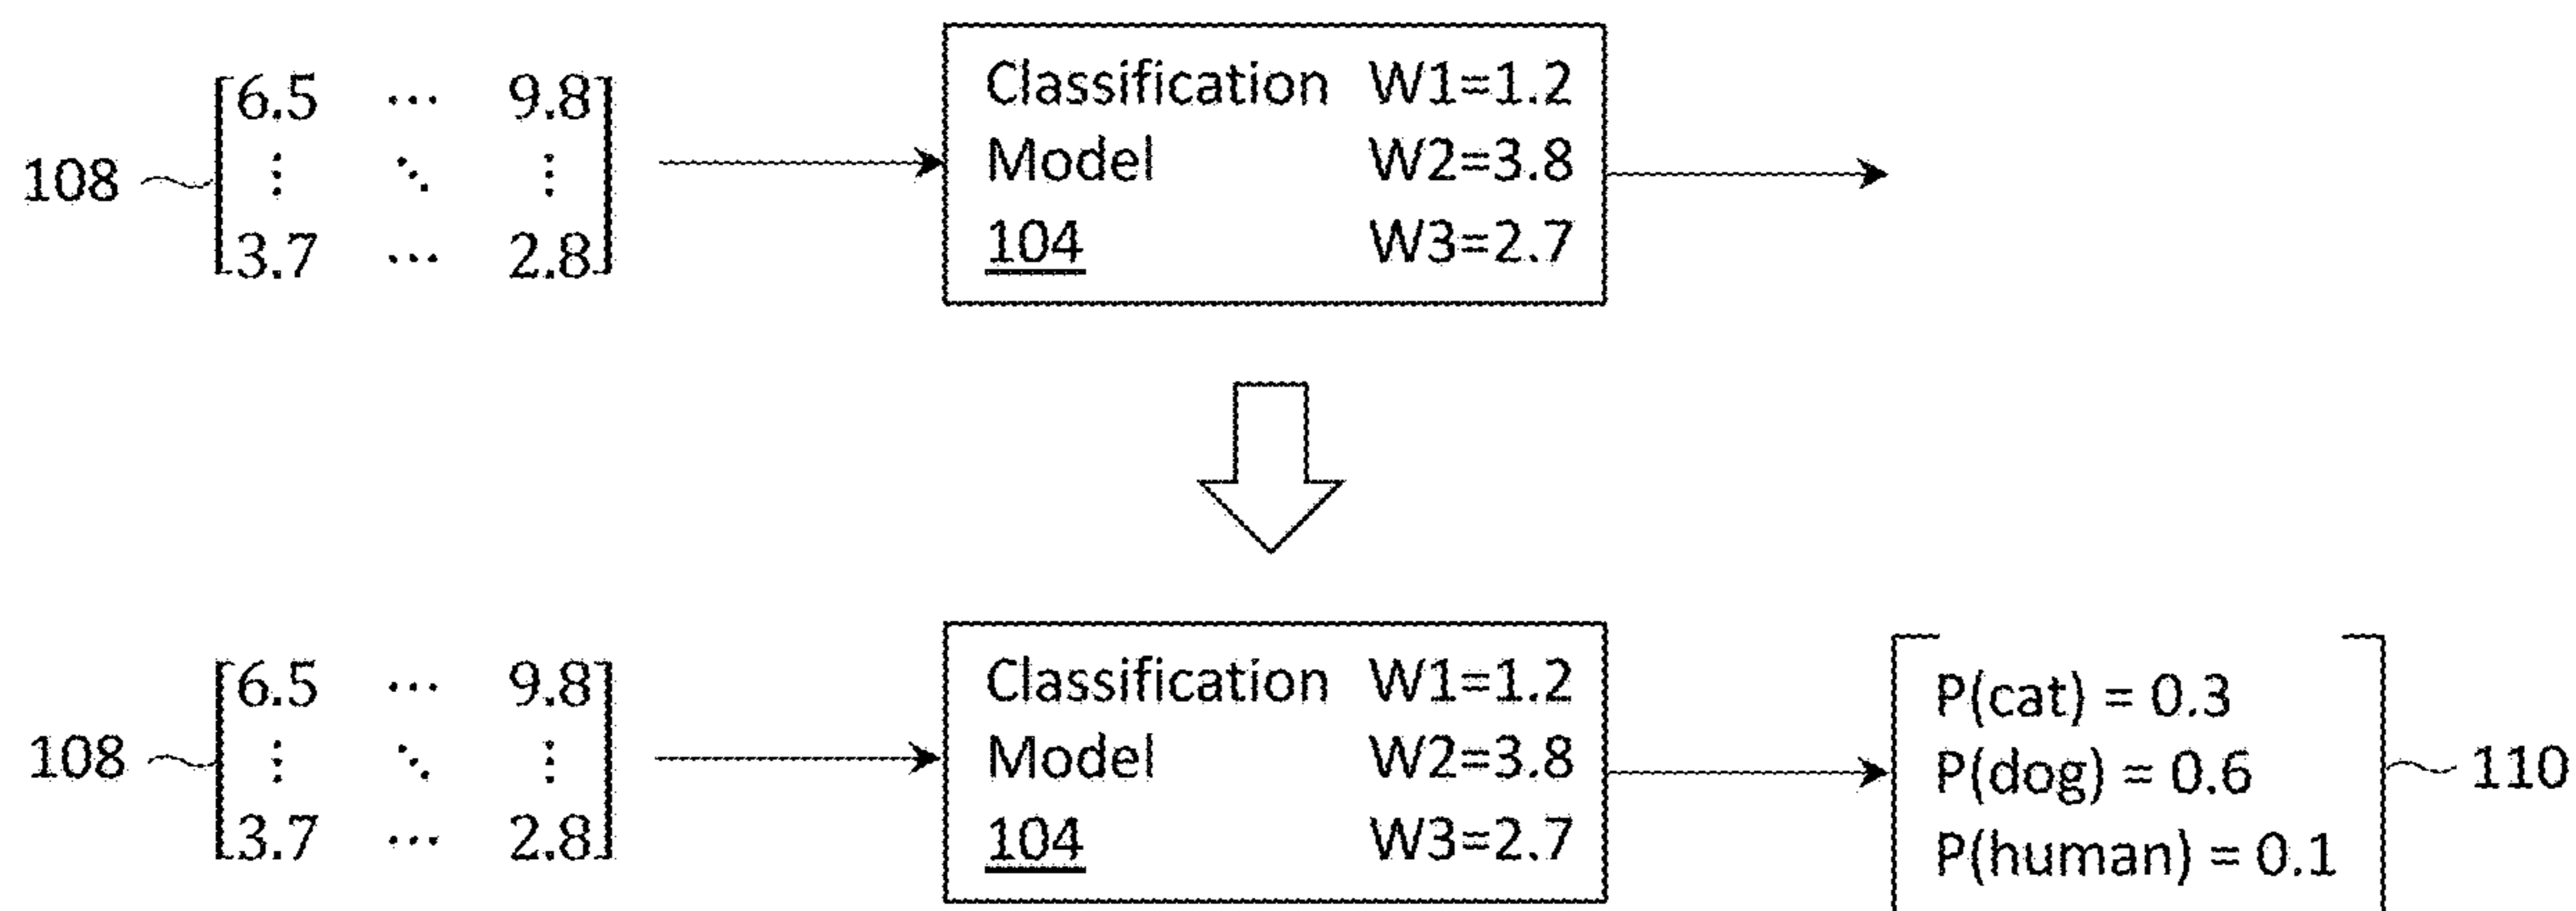 108 [6.5 ⋯ 9.8
⋮ ⋱ ⋮
3.7 ⋯ 2.8]
Classification W1=1.2
Model W2=3.8
104 W3=2.7
108 [6.5 ⋯ 9.8
⋮ ⋱ ⋮
3.7 ⋯ 2.8]
Classification W1=1.2
Model W2=3.8
104 W3=2.7
P(cat) = 0.3
P(dog) = 0.6
P(human) = 0.1
110